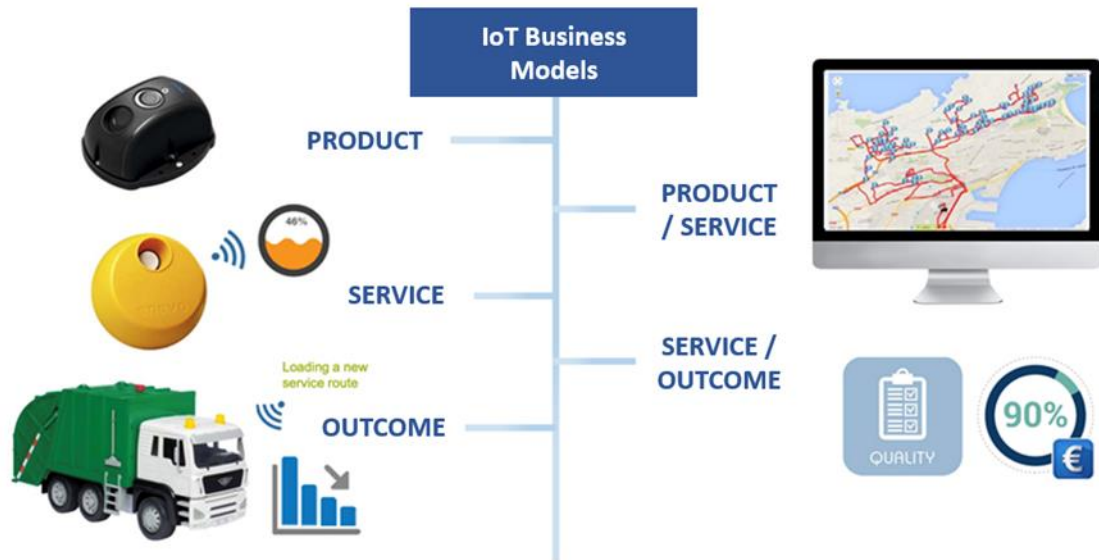 IoT Business
Models
PRODUCT
PRODUCT
/ SERVICE
46%
SERVICE
SERVICE /
OUTCOME
Loading a new
service route
OUTCOME
90%
QUALITY
€